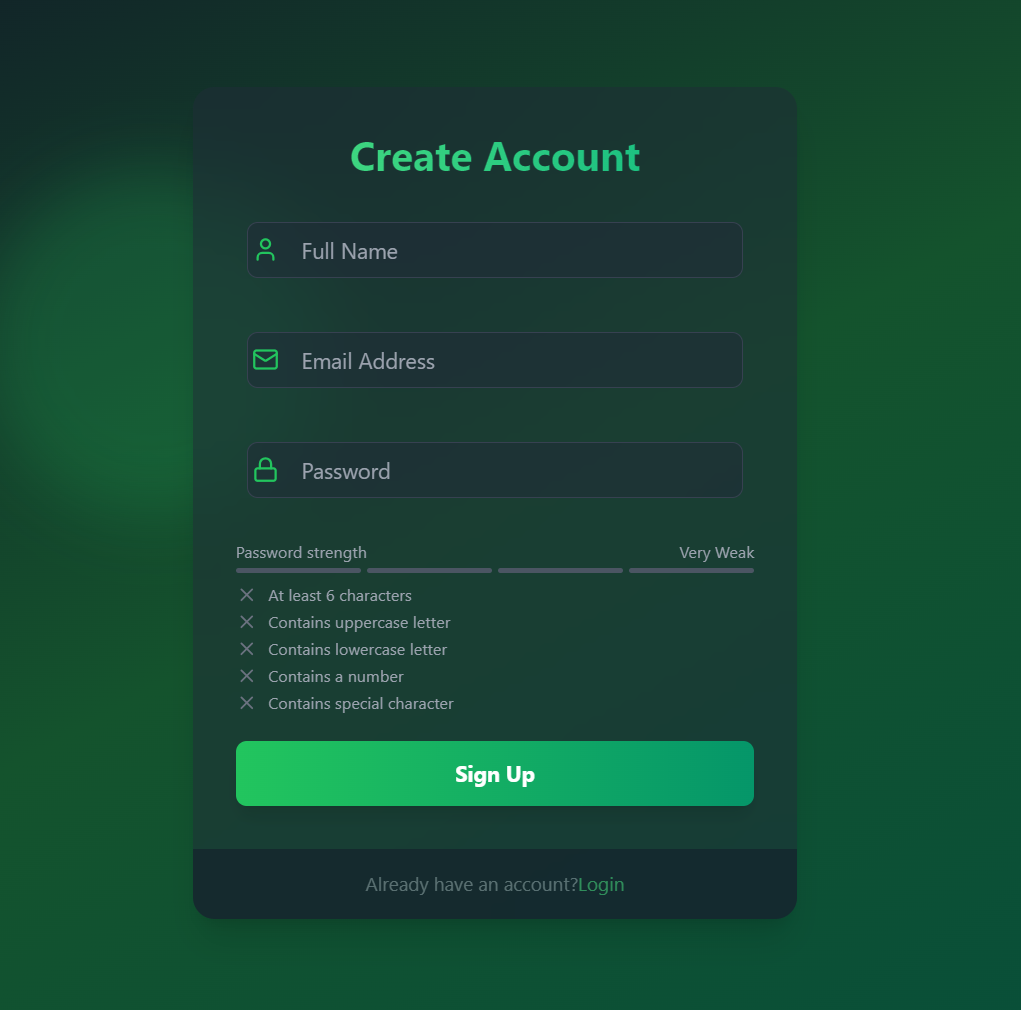 Create Account
Full Name
Email Address
Password
Password strength Very Weak
At least 6 characters
Contains uppercase letter
Contains lowercase letter
Contains a number
Contains special character
Sign Up
Already have an account?Login